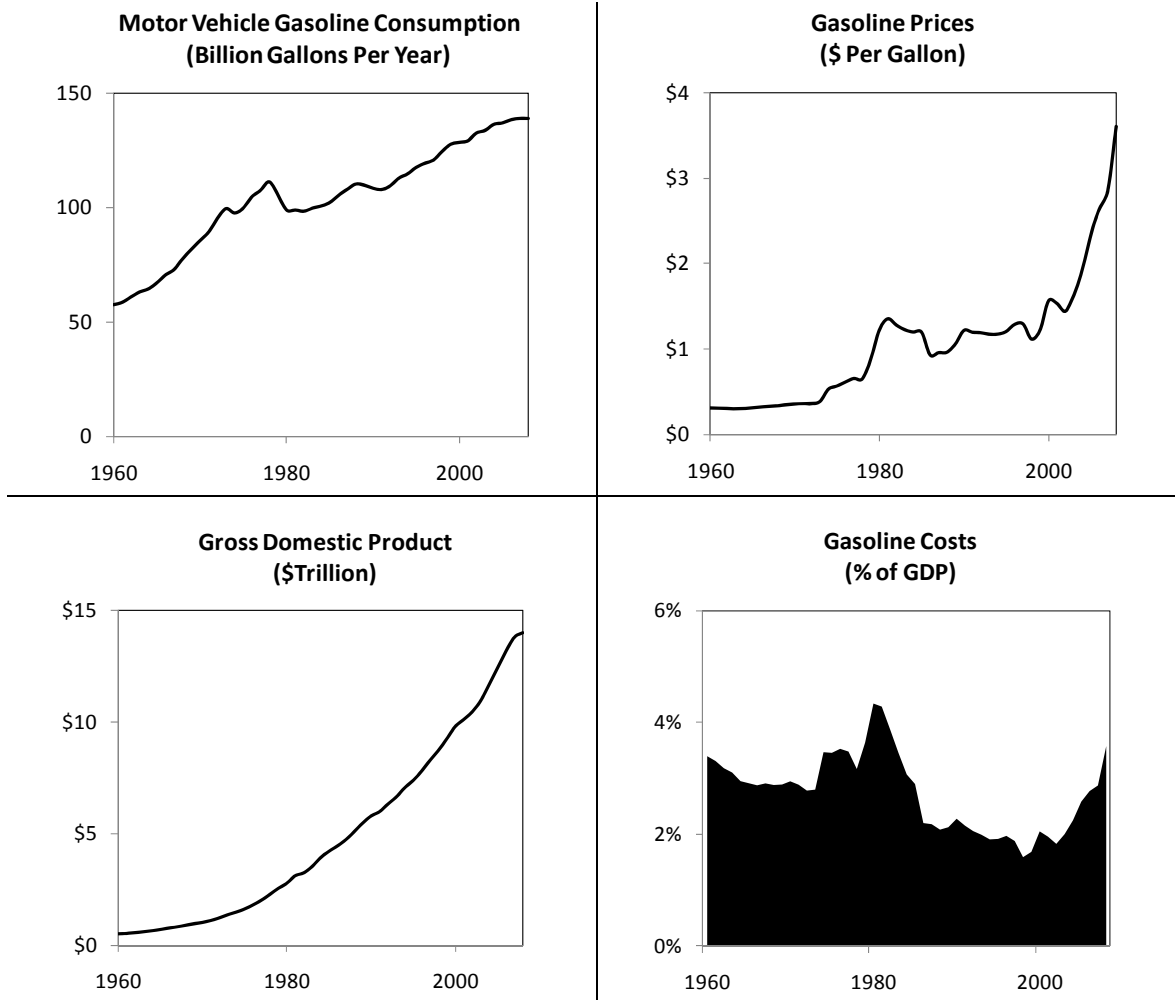 Motor Vehicle Gasoline Consumption
(Billion Gallons Per Year)
150
100
50
0
1960 1980 2000
Gasoline Prices
($ Per Gallon)
$4
$3
$2
$1
$0
1960 1980 2000
Gross Domestic Product
($Trillion)
$15
$10
$5
$0
1960 1980 2000
Gasoline Costs
(% of GDP)
6%
4%
2%
0%
1960 1980 2000